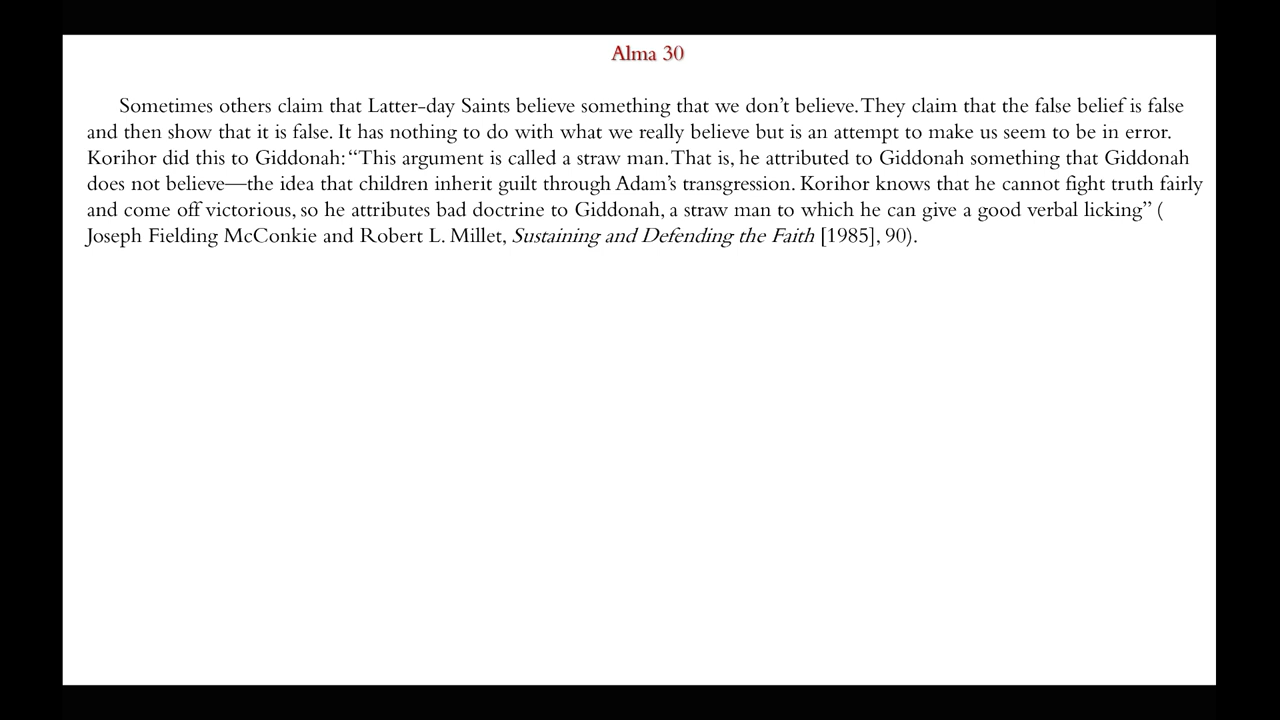 Alma 30
Sometimes others claim that Latter-day Saints believe something that we don’t believe. They claim that the false belief is false
and then show that it is false. It has nothing to do with what we really believe but is an attempt to make us seem to be in error.
Korihor did this to Giddonah: “This argument is called a straw man. That is, he attributed to Giddonah something that Giddonah
does not believe—the idea that children inherit guilt through Adam’s transgression. Korihor knows that he cannot fight truth fairly
and come off victorious, so he attributes bad doctrine to Giddonah, a straw man to which he can give a good verbal licking” (
Joseph Fielding McConkie and Robert L. Millet, Sustaining and Defending the Faith [1985], 90).